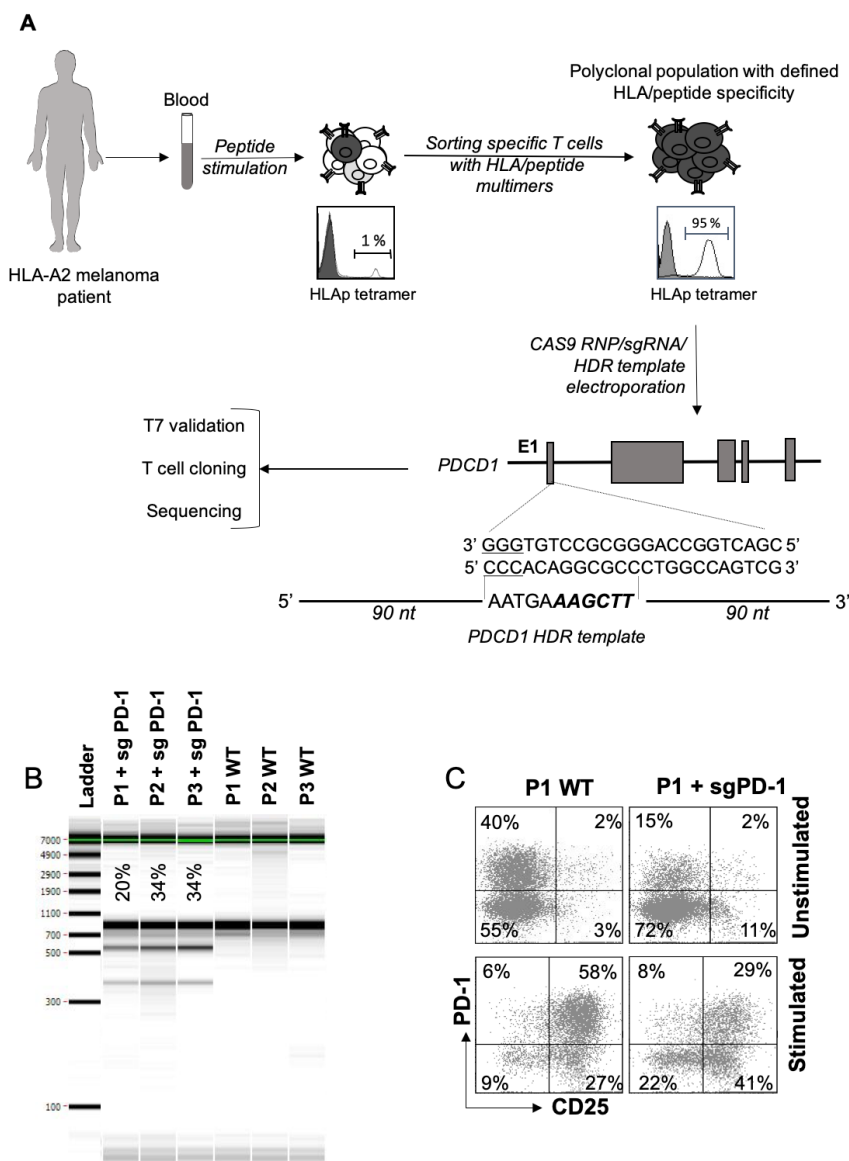 A
Blood
Peptide
stimulation
Sorting specific T cells
with HLA/peptide
multimers
Polyclonal population with defined
HLA/peptide specificity
1 %
95 %
HLA-A2 melanoma
patient
HLAp tetramer
HLAp tetramer
CAS9 RNP/sgRNA/
HDR template
electroporation
T7 validation
T cell cloning
Sequencing
E1
PDCD1
3' GGGTGTCCGCGGGACCGGTCAGC 5'
5' CCCACAGGCGCCCTGGCCAGTCG 3'
5'
90 nt
AATGAAAGCTT
90 nt
3'
PDCD1 HDR template
B
Ladder
P1 + sg PD-1
P2 + sg PD-1
P3 + sg PD-1
P1 WT
P2 WT
P3 WT
7000
4900
2900
1900
1100
700
500
300
100
20%
34%
34%
C
P1 WT
P1 + sgPD-1
40%
2%
15%
2%
55%
3%
72%
11%
Unstimulated
6%
58%
8%
29%
9%
27%
22%
41%
Stimulated
PD-1
CD25